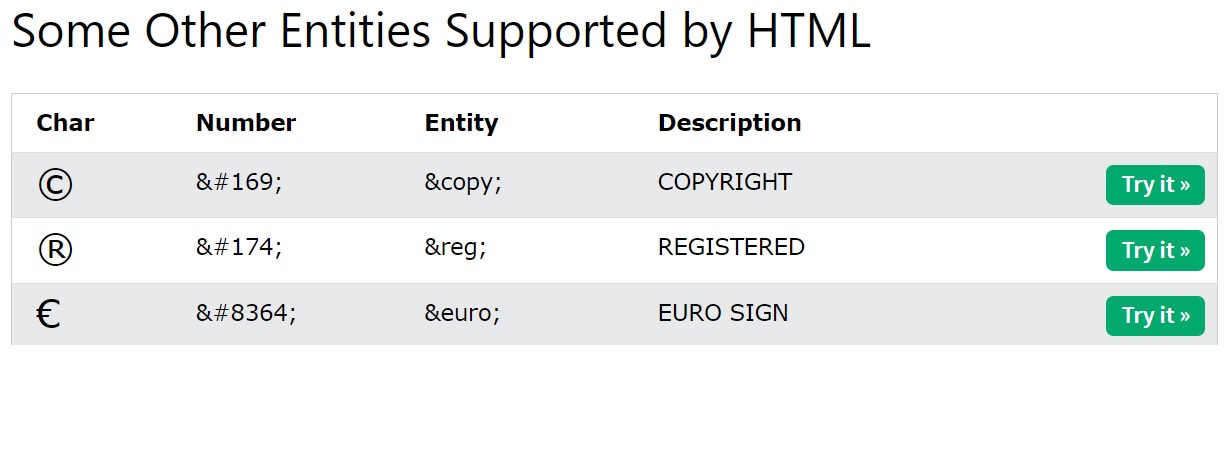 Some Other Entities Supported by HTML
Char Number Entity Description
© &#169; &copy; COPYRIGHT Try it »
® &#174; &reg; REGISTERED Try it »
€ &#8364; &euro; EURO SIGN Try it »